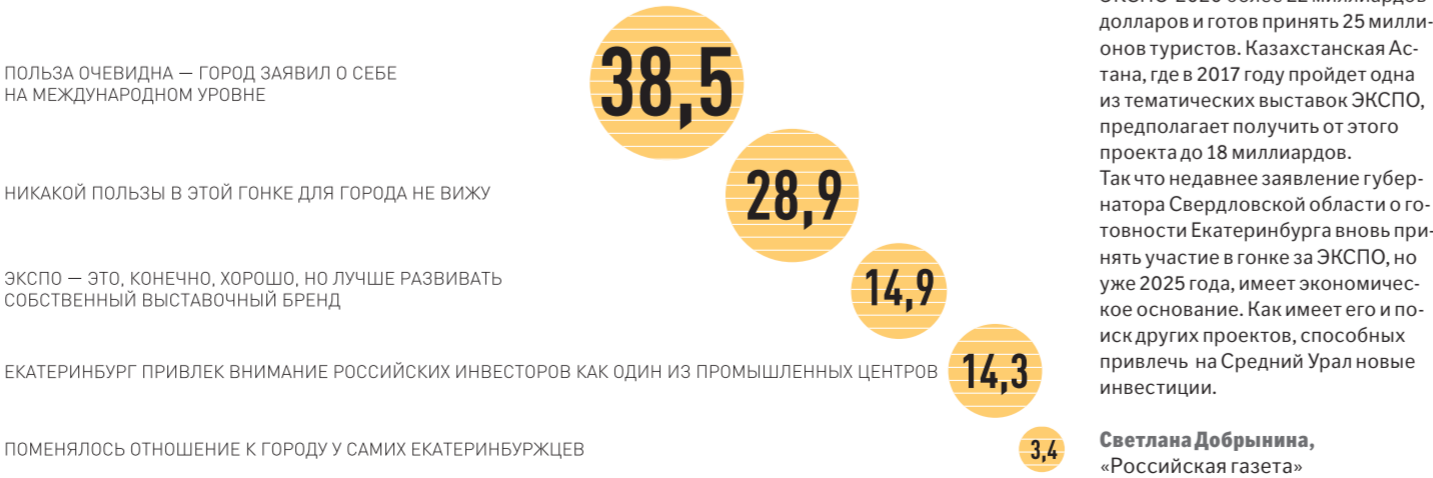 ПОЛЬЗА ОЧЕВИДНА — ГОРОД ЗАЯВИЛ О СЕБЕ
НА МЕЖДУНАРОДНОМ УРОВНЕ
38,5
НИКАКОЙ ПОЛЬЗЫ В ЭТОЙ ГОНКЕ ДЛЯ ГОРОДА НЕ ВИЖУ
28,9
ЭКСПО — ЭТО, КОНЕЧНО, ХОРОШО, НО ЛУЧШЕ РАЗВИВАТЬ
СОБСТВЕННЫЙ ВЫСТАВОЧНЫЙ БРЕНД
14,9
ЕКАТЕРИНБУРГ ПРИВЛЕК ВНИМАНИЕ РОССИЙСКИХ ИНВЕСТОРОВ КАК ОДИН ИЗ ПРОМЫШЛЕННЫХ ЦЕНТРОВ
14,3
ПОМЕНЯЛОСЬ ОТНОШЕНИЕ К ГОРОДУ У САМИХ ЕКАТЕРИНБУРЖЦЕВ
3,4
ЭКСПО-2020 более 22 миллиардов
долларов и готов принять 25 милли-
онов туристов. Казахстанская Ас-
тана, где в 2017 году пройдет одна
из тематических выставок ЭКСПО,
предполагает получить от этого
проекта до 18 миллиардов.
Так что недавнее заявление губер-
натора Свердловской области о го-
товности Екатеринбурга вновь при-
нять участие в гонке за ЭКСПО, но
уже 2025 года, имеет экономичес-
кое основание. Как имеет его и по-
иск других проектов, способных
привлечь на Средний Урал новые
инвестиции.
Светлана Добрынина,
«Российская газета»